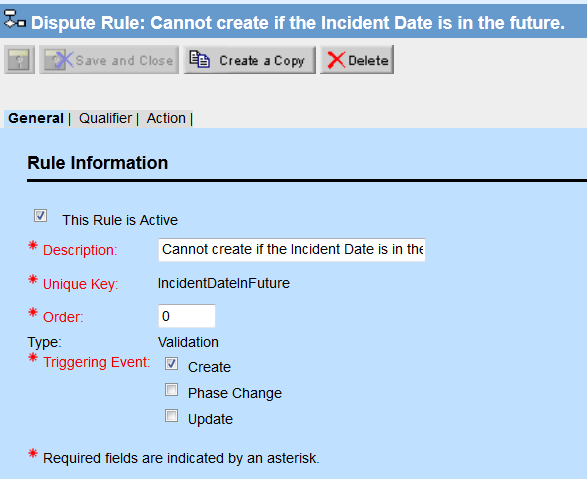 Dispute Rule: Cannot create if the Incident Date is in the future.
Save and Close Create a Copy Delete
General | Qualifier | Action |
Rule Information
This Rule is Active
* Description: Cannot create if the Incident Date is in the
* Unique Key: IncidentDateInFuture
* Order: 0
Type: Validation
* Triggering Event: Create
Phase Change
Update
* Required fields are indicated by an asterisk.